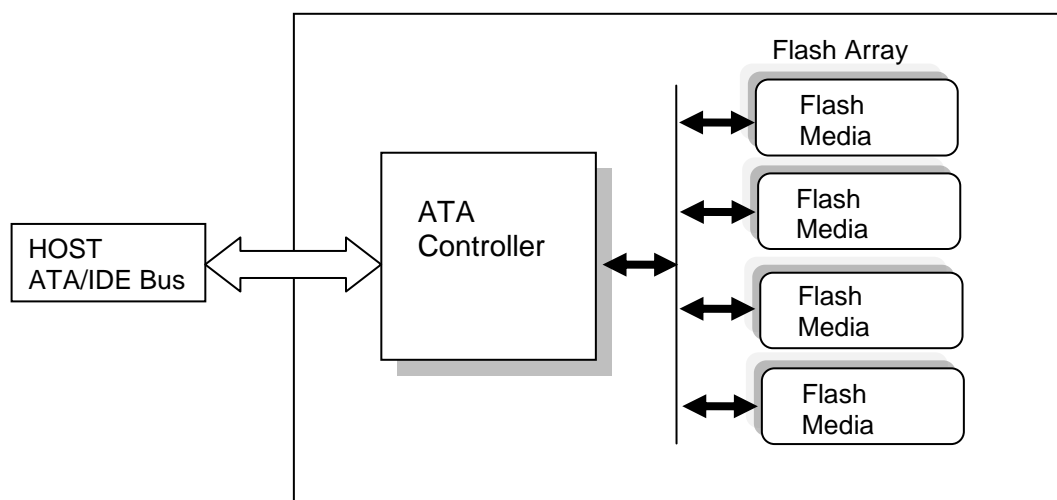 Flash Array
Flash
Media
Flash
Media
ATA
Controller
HOST
ATA/IDE Bus
Flash
Media
Flash
Media